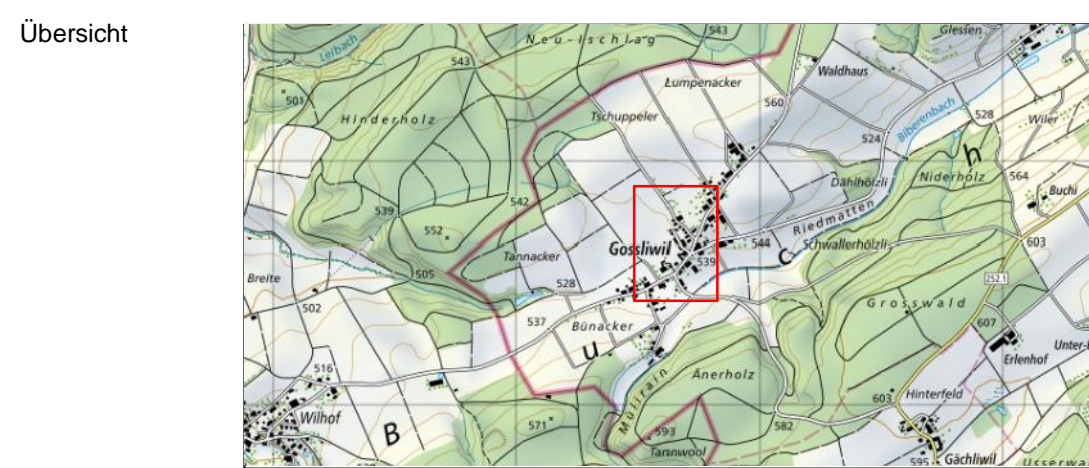 Übersicht
543
Glessen
Neu-Ischlag
Leibach
543
Waldhaus
Lumpenacker
501
560
Tschuppeler
Biberenbach
528
Hinderholz
Wiler
524
h
Dählhölzli
Niderholz
564
Buchi
542
539
552
Riedmatten
Gossliwil
544
Schwallerhölzli
603
Tannacker
539
c
505
Breite
528
252.1
502
Grosswald
537
Bünacker
607
u
Unter-
Erlenhof
516
Müllrain
Änerholz
603
Hinterfeld
Wilhof
571
593
582
B
Tannwool
595
Gächliwil